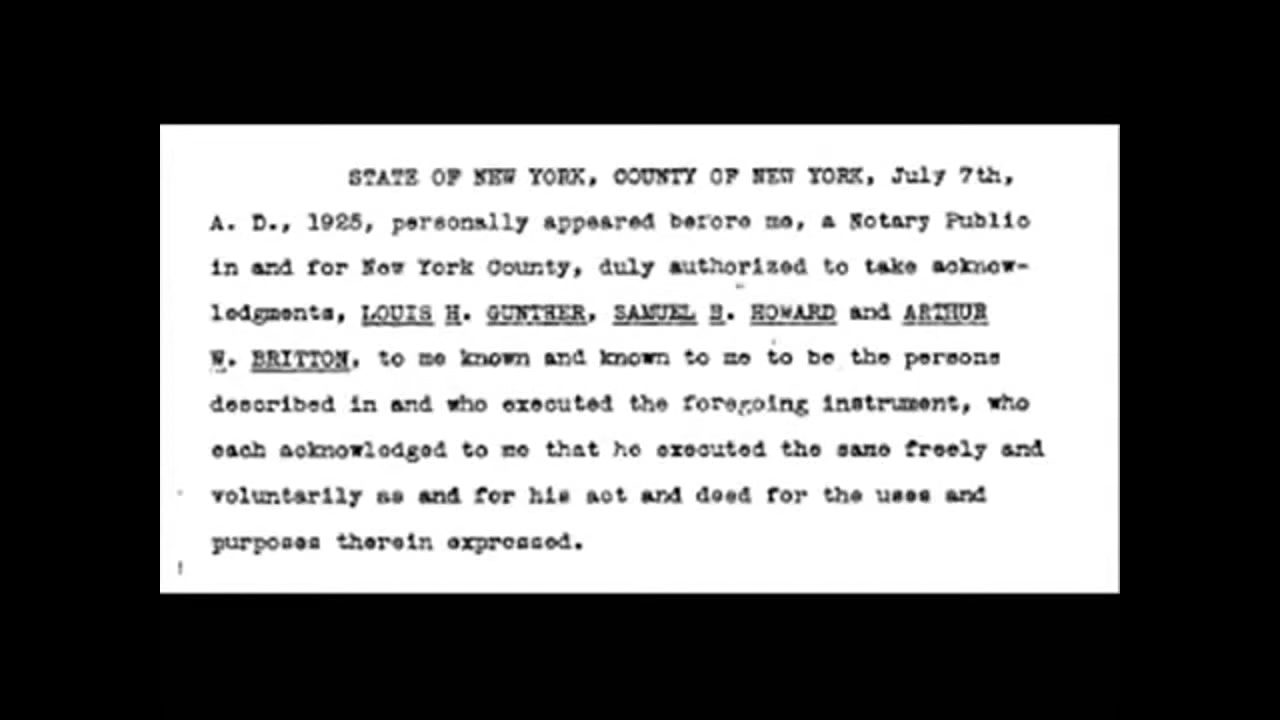 STATE OF NEW YORK, COUNTY OF NEW YORK, July 7th,
A. D., 1925, personally appeared before me, a Notary Public
in and for New York County, duly authorized to take acknow-
ledgments, LOUIS H. GUNTHER, SAMUEL B. HOWARD and ARTHUR
W. BRITTON, to me known and known to me to be the persons
described in and who executed the foregoing instrument, who
each acknowledged to me that he executed the same freely and
voluntarily as and for his act and deed for the uses and
purposes therein expressed.